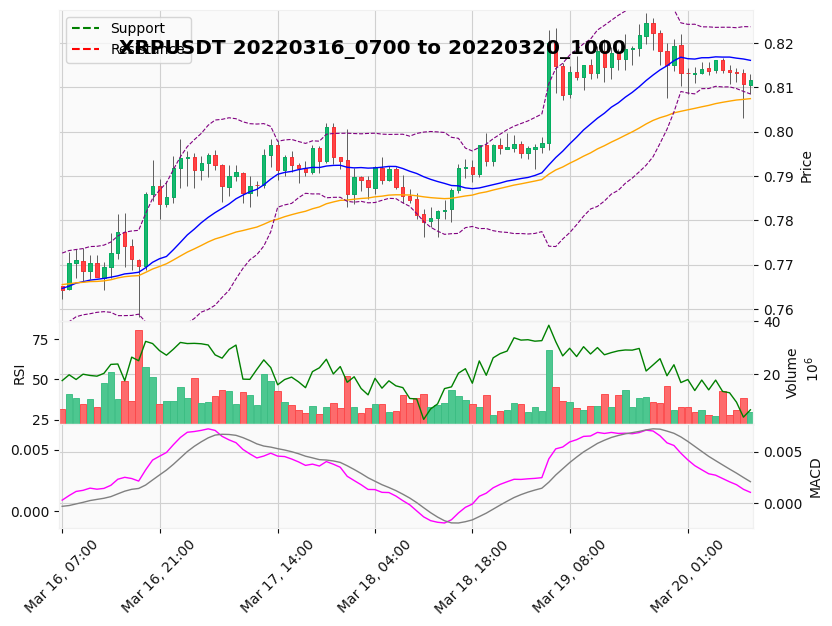 XRPUSDT 20220316_0700 to 20220320_1000
Support
Resistance
0.82
0.81
0.80
0.79
0.78
0.77
0.76
Price
75
50
25
RSI
40
20
Volume
10^6
0.005
0.000
0.005
0.000
MACD
Mar 16, 07:00
Mar 16, 21:00
Mar 17, 14:00
Mar 18, 04:00
Mar 18, 18:00
Mar 19, 08:00
Mar 20, 01:00